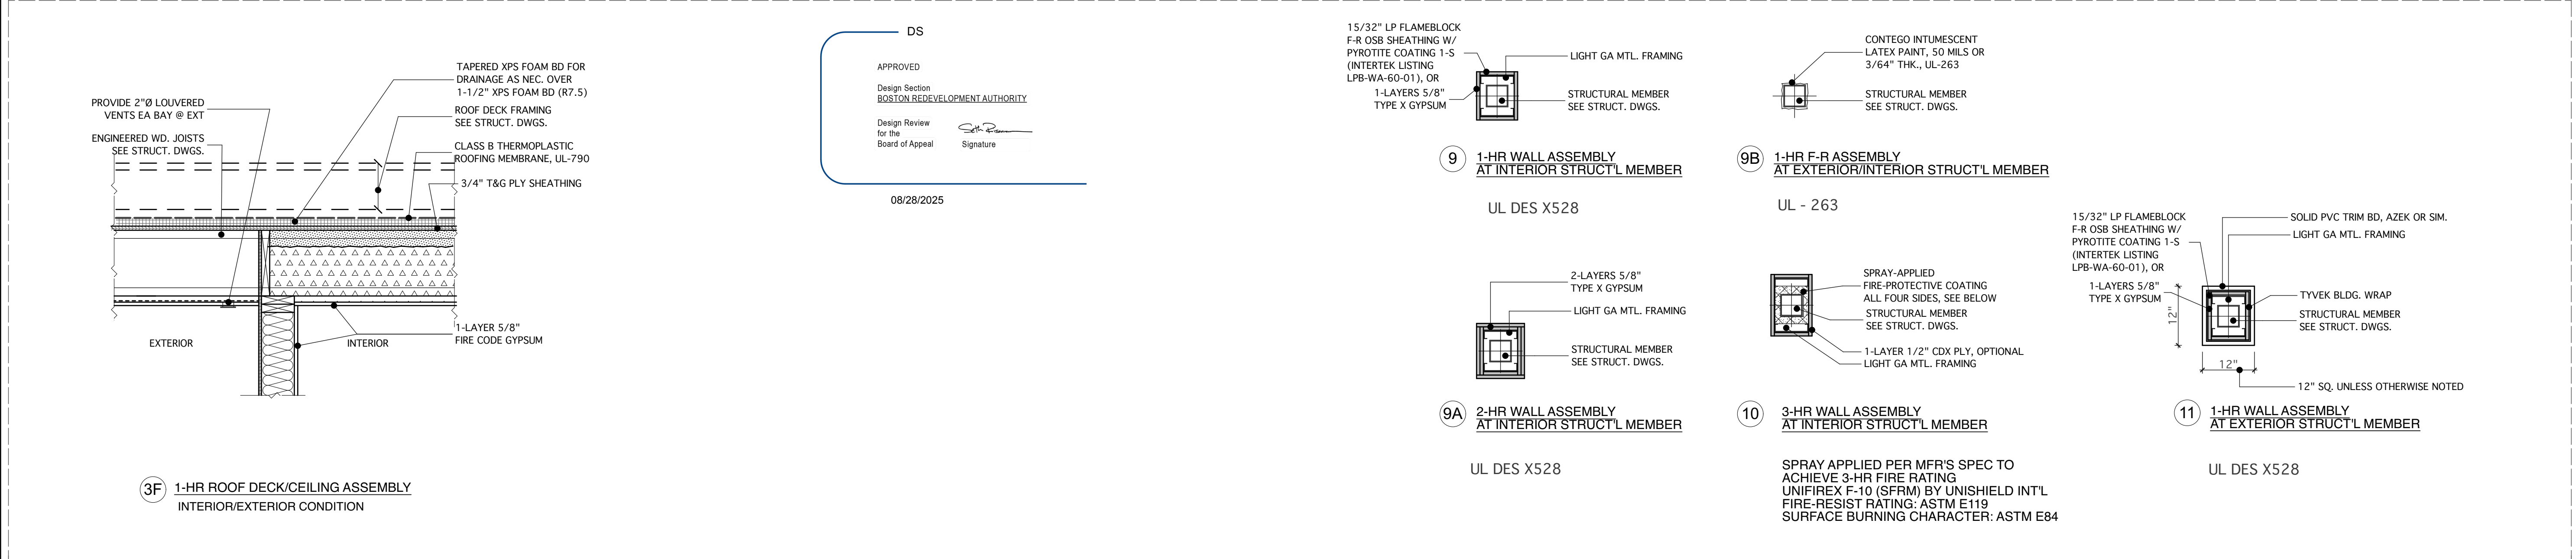 TAPERED XPS FOAM BD FOR
DRAINAGE AS NEC. OVER
1-1/2" XPS FOAM BD (R7.5)
PROVIDE 2"Ø LOUVERED
VENTS EA BAY @ EXT
ROOF DECK FRAMING
SEE STRUCT. DWGS.
ENGINEERED WD. JOISTS
SEE STRUCT. DWGS.
CLASS B THERMOPLASTIC
ROOFING MEMBRANE, UL-790
3/4" T&G PLY SHEATHING
1-LAYER 5/8"
FIRE CODE GYPSUM
EXTERIOR
INTERIOR
3F
1-HR ROOF DECK/CEILING ASSEMBLY
INTERIOR/EXTERIOR CONDITION
DS
APPROVED
Design Section
BOSTON REDEVELOPMENT AUTHORITY
Design Review
for the
Board of Appeal
Signature
08/28/2025
15/32" LP FLAMEBLOCK
F-R OSB SHEATHING W/
PYROTITE COATING 1-S
(INTERTEK LISTING
LPB-WA-60-01), OR
1-LAYERS 5/8"
TYPE X GYPSUM
LIGHT GA MTL. FRAMING
STRUCTURAL MEMBER
SEE STRUCT. DWGS.
9
1-HR WALL ASSEMBLY
AT INTERIOR STRUCT'L MEMBER
UL DES X528
CONTEGO INTUMESCENT
LATEX PAINT, 50 MILS OR
3/64" THK., UL-263
STRUCTURAL MEMBER
SEE STRUCT. DWGS.
9B
1-HR F-R ASSEMBLY
AT EXTERIOR/INTERIOR STRUCT'L MEMBER
UL - 263
2-LAYERS 5/8"
TYPE X GYPSUM
LIGHT GA MTL. FRAMING
STRUCTURAL MEMBER
SEE STRUCT. DWGS.
9A
2-HR WALL ASSEMBLY
AT INTERIOR STRUCT'L MEMBER
UL DES X528
SPRAY-APPLIED
FIRE-PROTECTIVE COATING
ALL FOUR SIDES, SEE BELOW
STRUCTURAL MEMBER
SEE STRUCT. DWGS.
1-LAYER 1/2" CDX PLY, OPTIONAL
LIGHT GA MTL. FRAMING
10
3-HR WALL ASSEMBLY
AT INTERIOR STRUCT'L MEMBER
SPRAY APPLIED PER MFR'S SPEC TO
ACHIEVE 3-HR FIRE RATING
UNIFIREX F-10 (SFRM) BY UNISHIELD INT'L
FIRE-RESIST RATING: ASTM E119
SURFACE BURNING CHARACTER: ASTM E84
15/32" LP FLAMEBLOCK
F-R OSB SHEATHING W/
PYROTITE COATING 1-S
(INTERTEK LISTING
LPB-WA-60-01), OR
1-LAYERS 5/8"
TYPE X GYPSUM
SOLID PVC TRIM BD, AZEK OR SIM.
LIGHT GA MTL. FRAMING
TYVEK BLDG. WRAP
STRUCTURAL MEMBER
SEE STRUCT. DWGS.
12"
12"
12" SQ. UNLESS OTHERWISE NOTED
11
1-HR WALL ASSEMBLY
AT EXTERIOR STRUCT'L MEMBER
UL DES X528